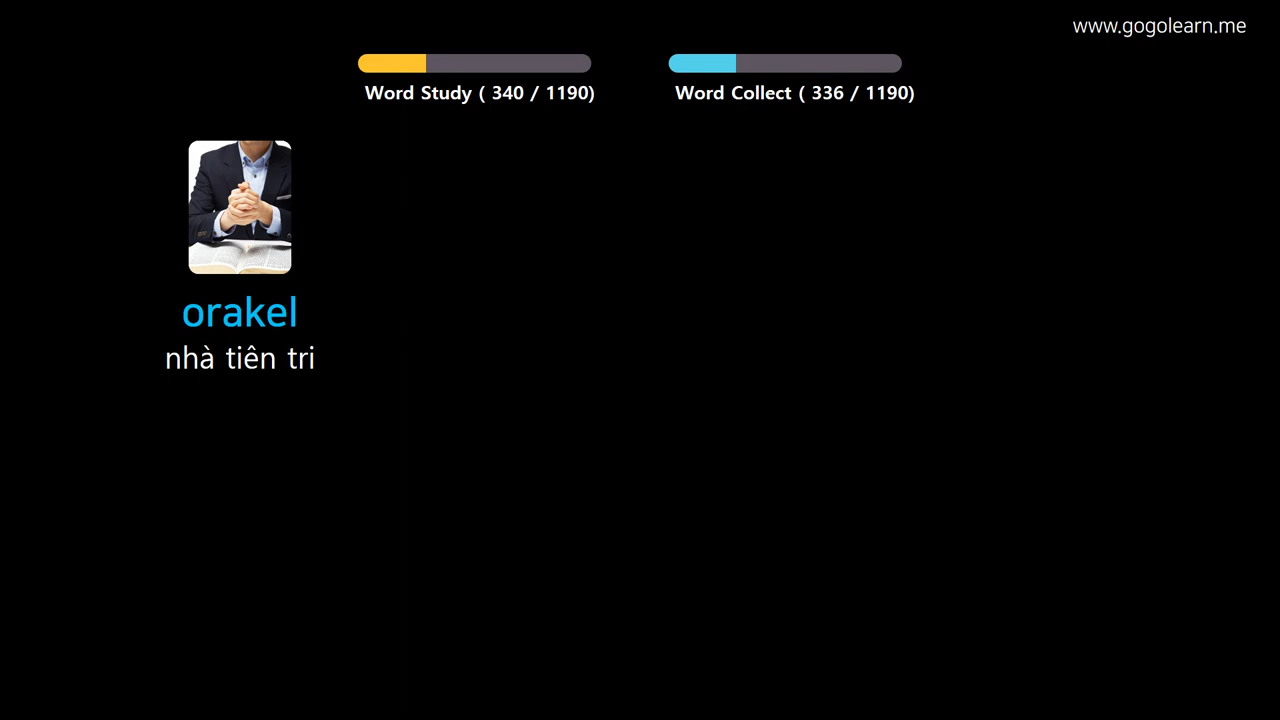 www.gogolearn.me
Word Study ( 340 / 1190)
Word Collect ( 336 / 1190)
orakel
nhà tiên tri